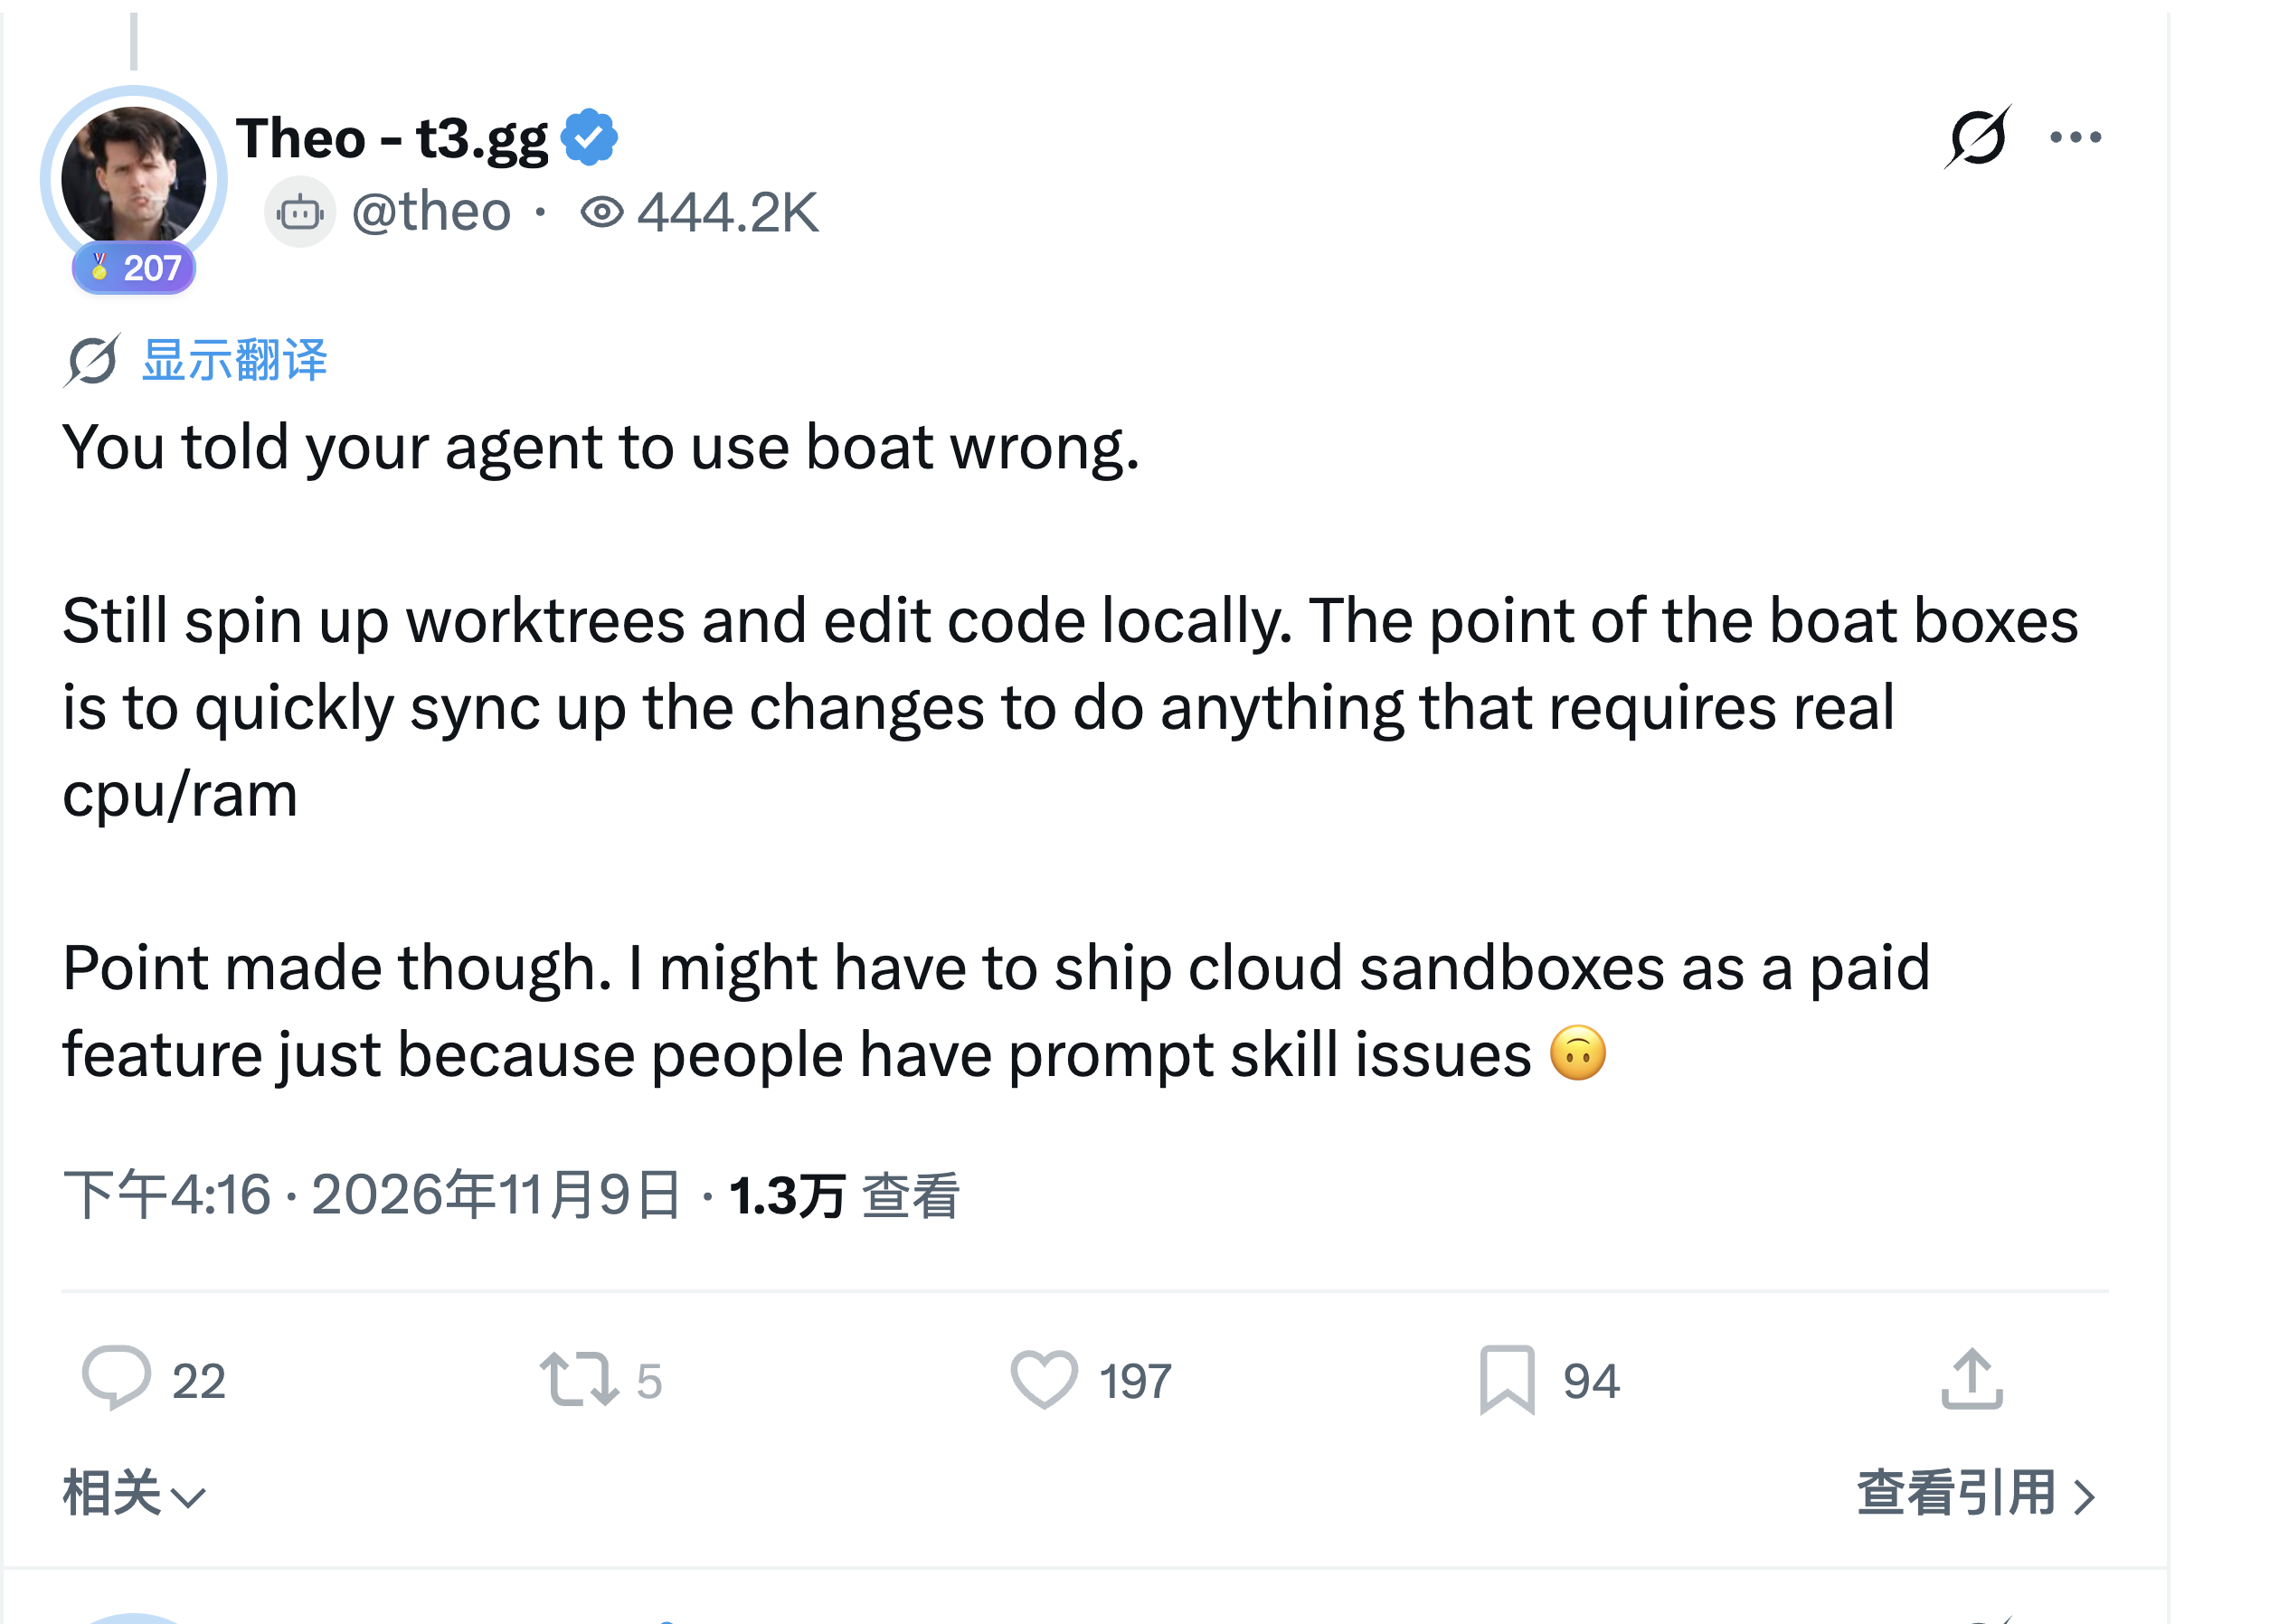 Theo - t3.gg
@theo · 444.2K
207
显示翻译
You told your agent to use boat wrong.
Still spin up worktrees and edit code locally. The point of the boat boxes
is to quickly sync up the changes to do anything that requires real
cpu/ram
Point made though. I might have to ship cloud sandboxes as a paid
feature just because people have prompt skill issues 🙃
下午4:16 · 2026年11月9日 · 1.3万 查看
22 5 197 94
相关 查看引用